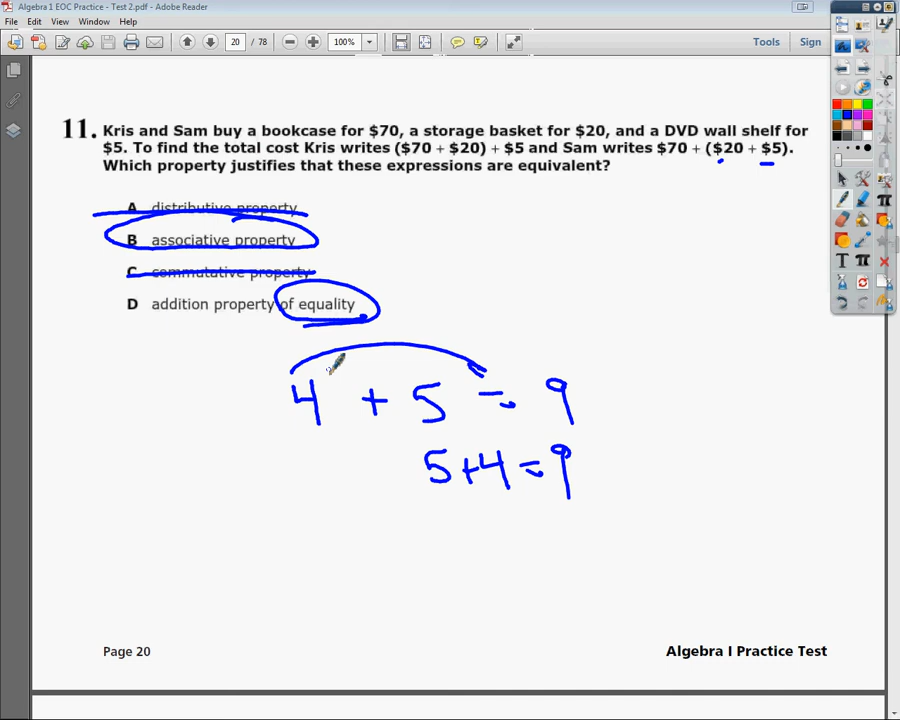 Algebra 1 EOC Practice - Test 2.pdf - Adobe Reader
File Edit View Window Help
20 / 78 100% Tools Sign
11. Kris and Sam buy a bookcase for $70, a storage basket for $20, and a DVD wall shelf for
$5. To find the total cost Kris writes ($70 + $20) + $5 and Sam writes $70 + ($20 + $5).
Which property justifies that these expressions are equivalent?
A distributive property
B associative property
C commutative property
D addition property of equality
4 + 5 = 9
5+4=9
Page 20 Algebra I Practice Test